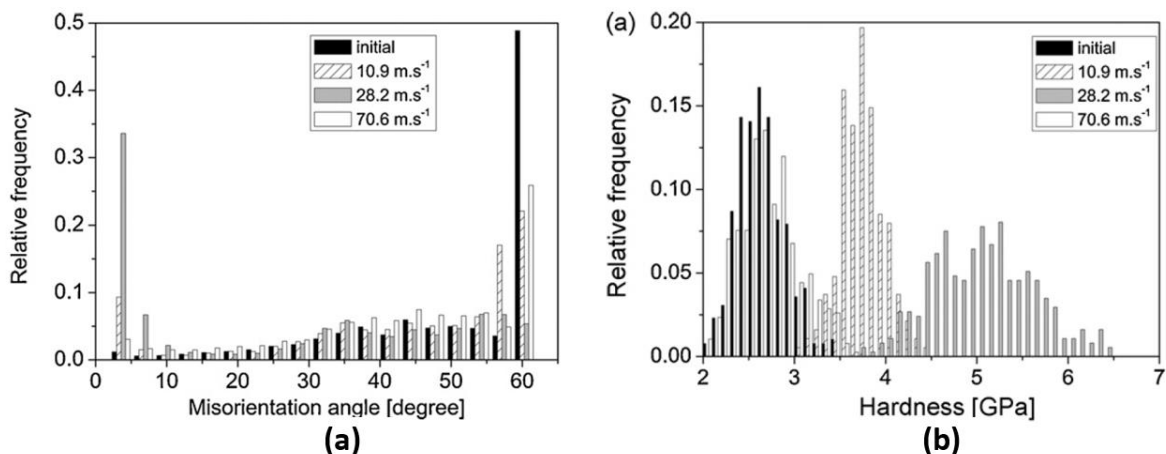 0.5
0.4
0.3
0.2
0.1
0.0
Relative frequency
initial
10.9 m.s⁻¹
28.2 m.s⁻¹
70.6 m.s⁻¹
0 10 20 30 40 50 60
Misorientation angle [degree]
(a)
(a)
0.20
0.15
0.10
0.05
0.00
Relative frequency
initial
10.9 m.s⁻¹
28.2 m.s⁻¹
70.6 m.s⁻¹
2 3 4 5 6 7
Hardness [GPa]
(b)